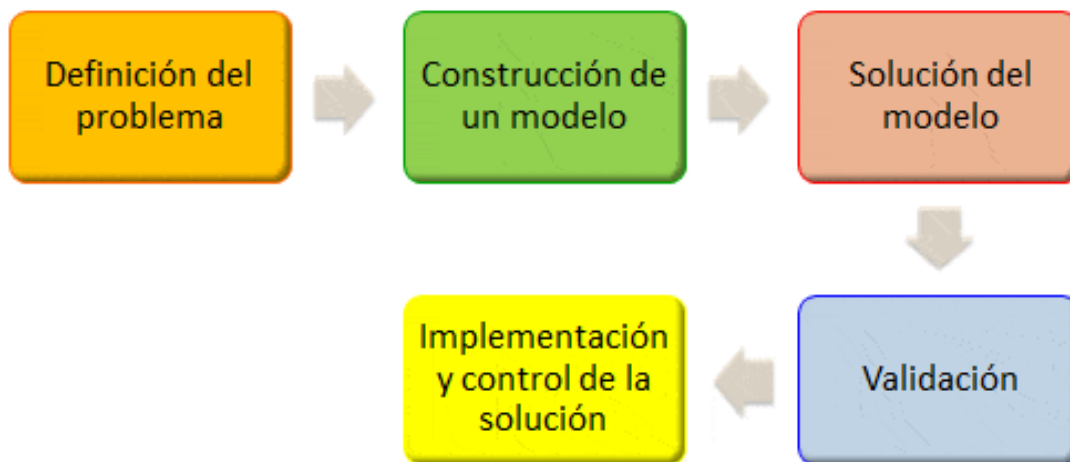 Definición del
problema
Construcción de
un modelo
Solución del
modelo
Validación
Implementación
y control de la
solución